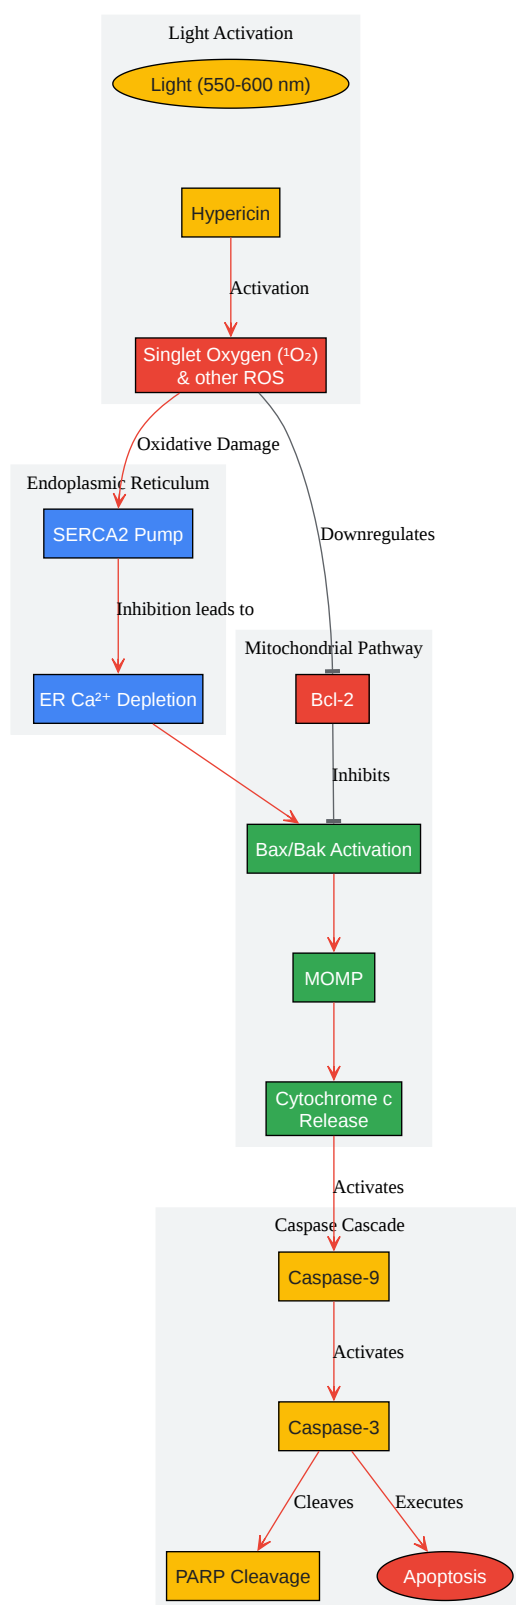 Light Activation
Light (550-600 nm)
Hypericin
Activation
Singlet Oxygen (¹O₂)
& other ROS
Oxidative Damage
Endoplasmic Reticulum
SERCA2 Pump
Downregulates
Inhibition leads to
Mitochondrial Pathway
ER Ca²⁺ Depletion
Bcl-2
Inhibits
Bax/Bak Activation
MOMP
Cytochrome c
Release
Activates
Caspase Cascade
Caspase-9
Activates
Caspase-3
Cleaves
Executes
PARP Cleavage
Apoptosis